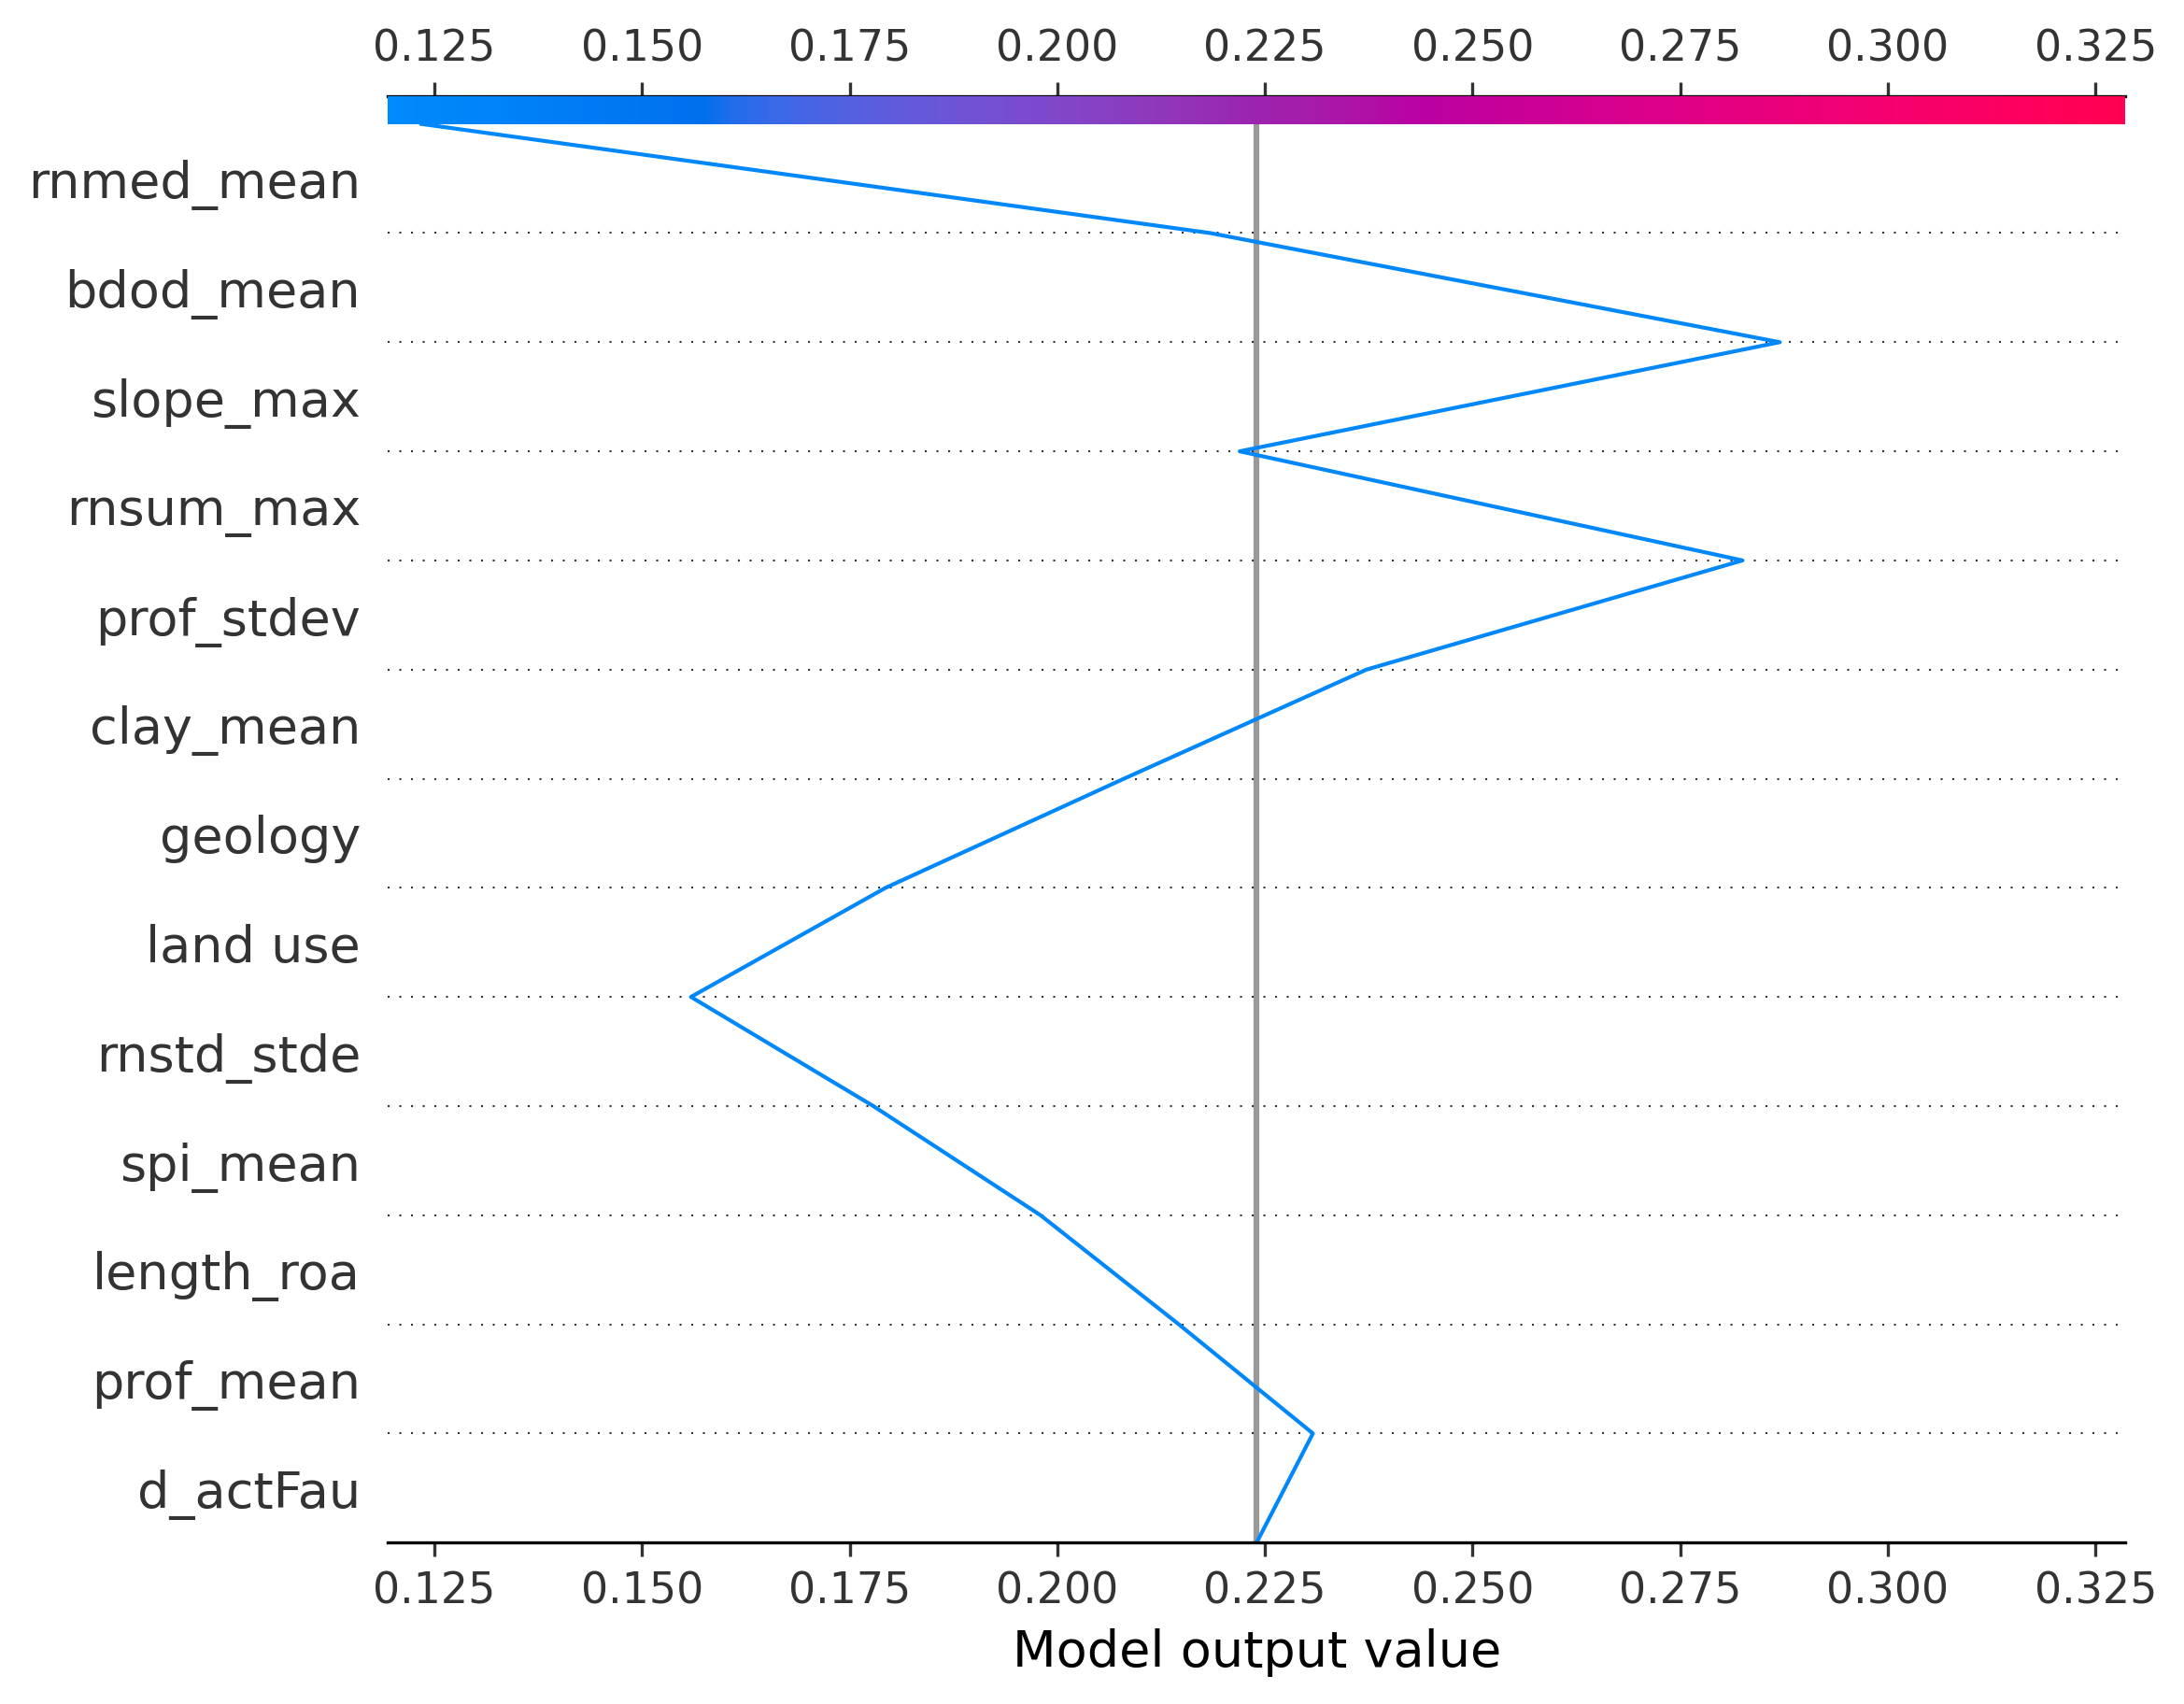 0.125 0.150 0.175 0.200 0.225 0.250 0.275 0.300 0.325
rnmed_mean
bdod_mean
slope_max
rnsum_max
prof_stdev
clay_mean
geology
land use
rnstd_stde
spi_mean
length_roa
prof_mean
d_actFau
0.125 0.150 0.175 0.200 0.225 0.250 0.275 0.300 0.325
Model output value